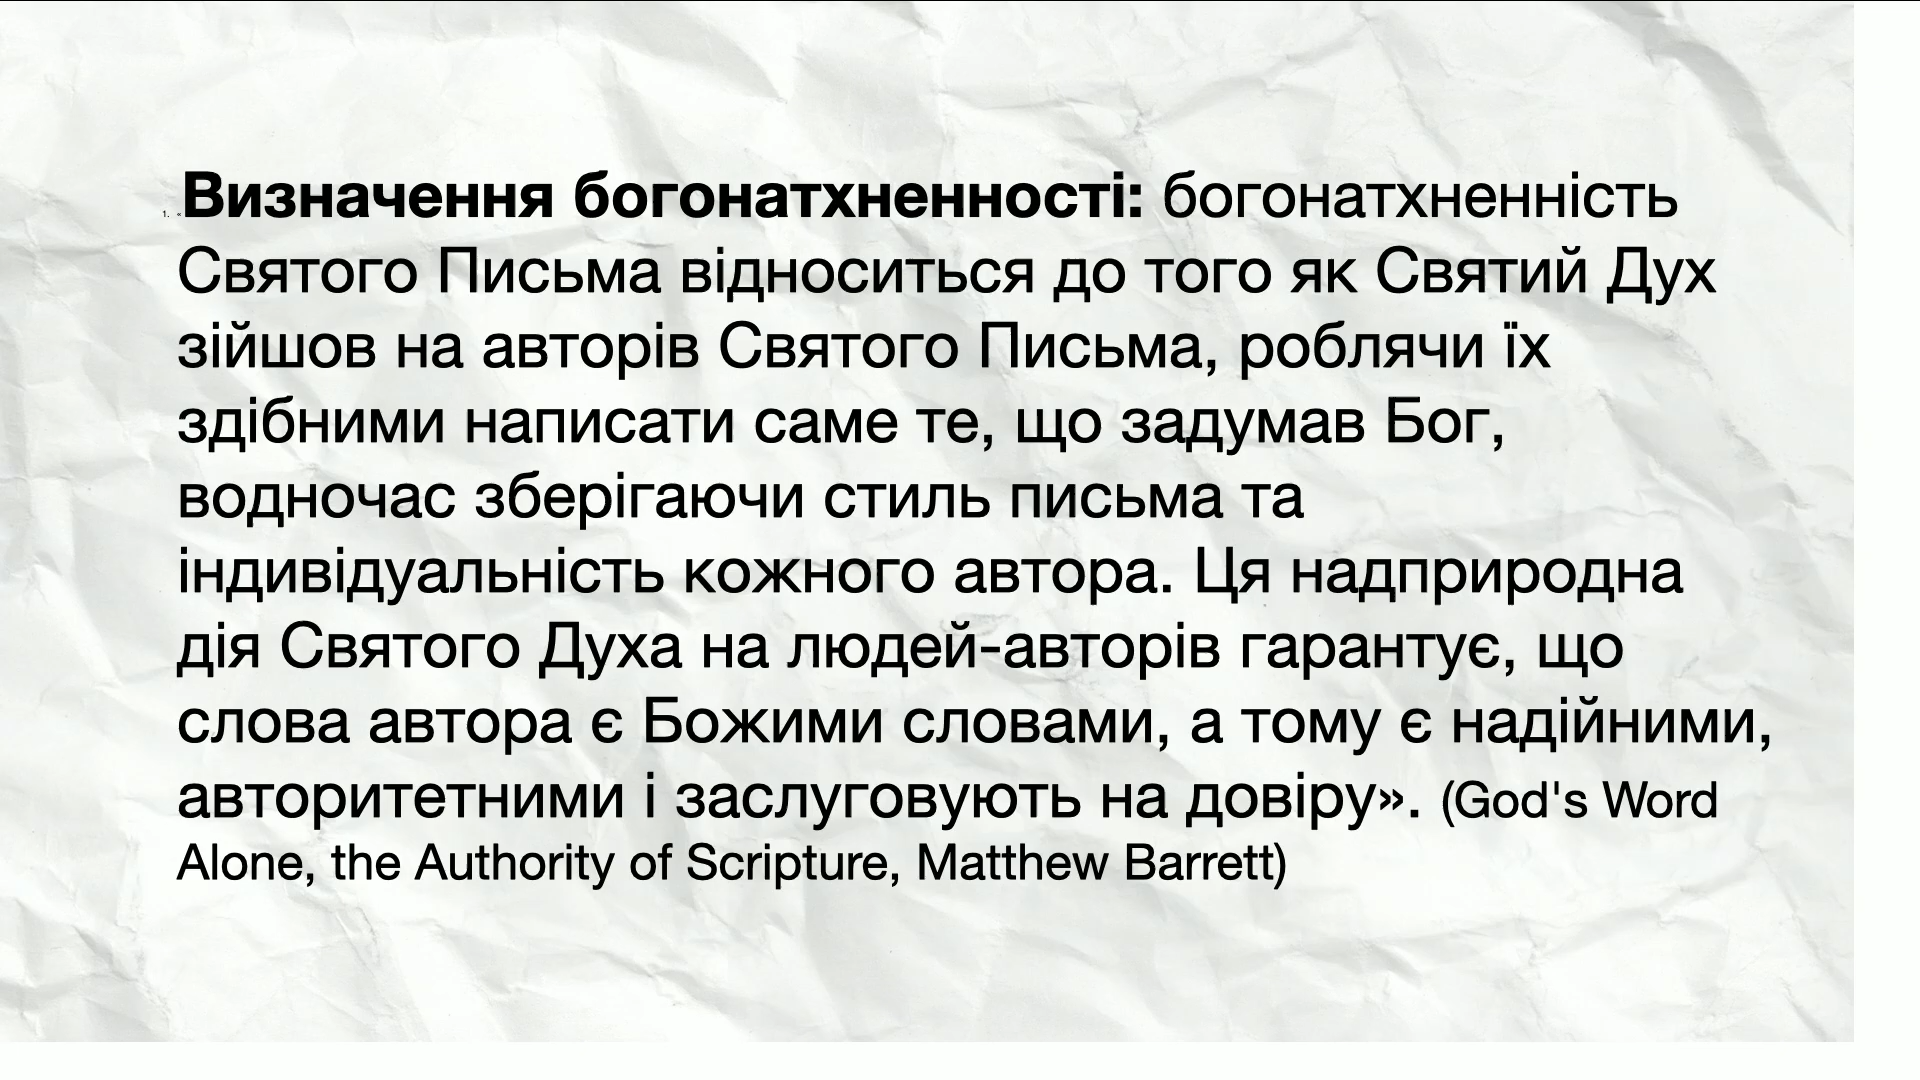 1. «Визначення богонатхненності: богонатхненність
Святого Письма відноситься до того як Святий Дух
зійшов на авторів Святого Письма, роблячи їх
здібними написати саме те, що задумав Бог,
водночас зберігаючи стиль письма та
індивідуальність кожного автора. Ця надприродна
дія Святого Духа на людей-авторів гарантує, що
слова автора є Божими словами, а тому є надійними,
авторитетними і заслуговують на довіру». (God's Word
Alone, the Authority of Scripture, Matthew Barrett)